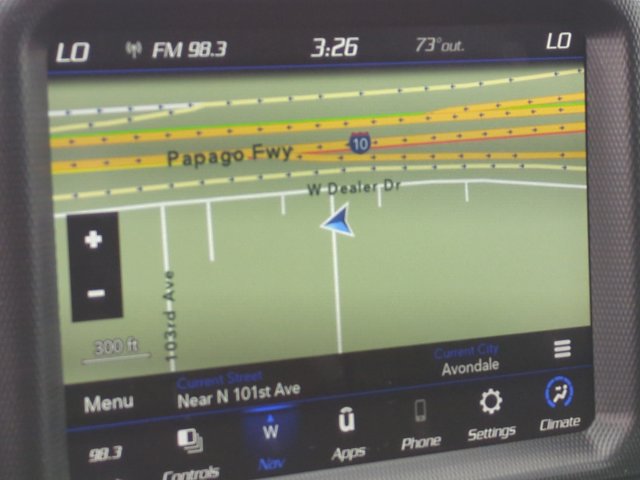 LO FM 98.3 3:26 73° out. LO
10
Papago Fwy
W Dealer Dr
+
−
103rd Ave
300 ft
Current Street
Near N 101st Ave
Current City
Avondale
Menu
98.3
Controls
W
Nav
Apps
Phone
Settings
Climate